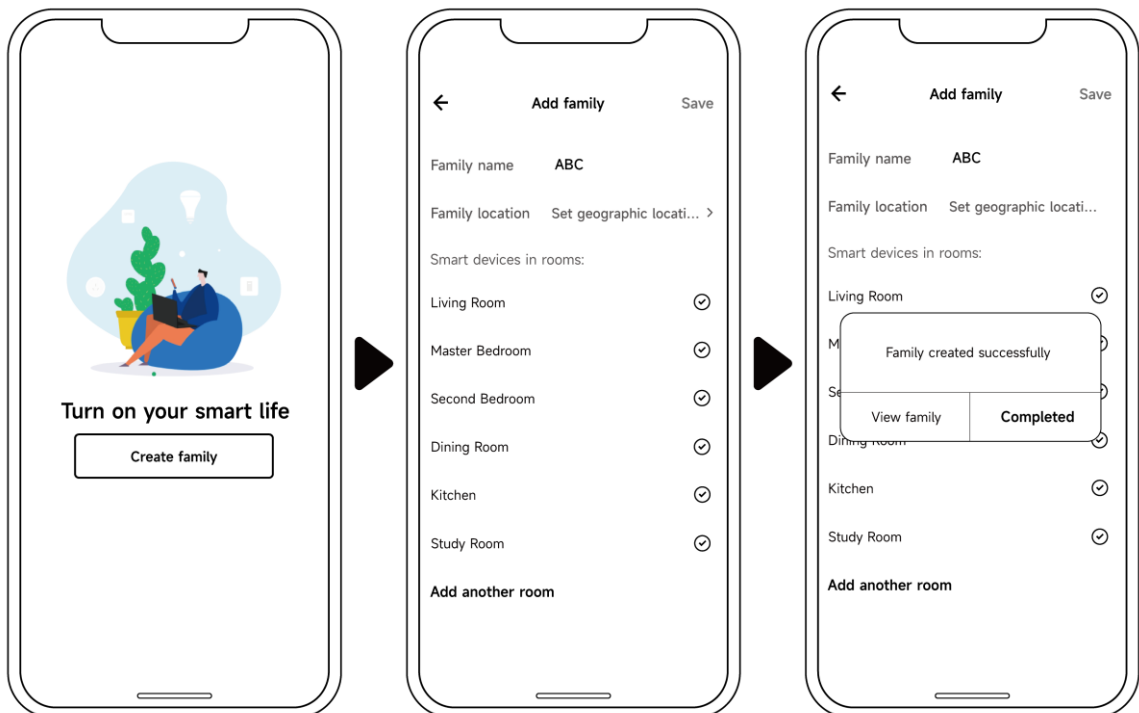 Turn on your smart life
Create family
Add family Save
Family name ABC
Family location Set geographic locati... >
Smart devices in rooms:
Living Room
Master Bedroom
Second Bedroom
Dining Room
Kitchen
Study Room
Add another room
Add family Save
Family name ABC
Family location Set geographic locati...
Smart devices in rooms:
Living Room
M
Family created successfully
Se
View family Completed
Dining Room
Kitchen
Study Room
Add another room